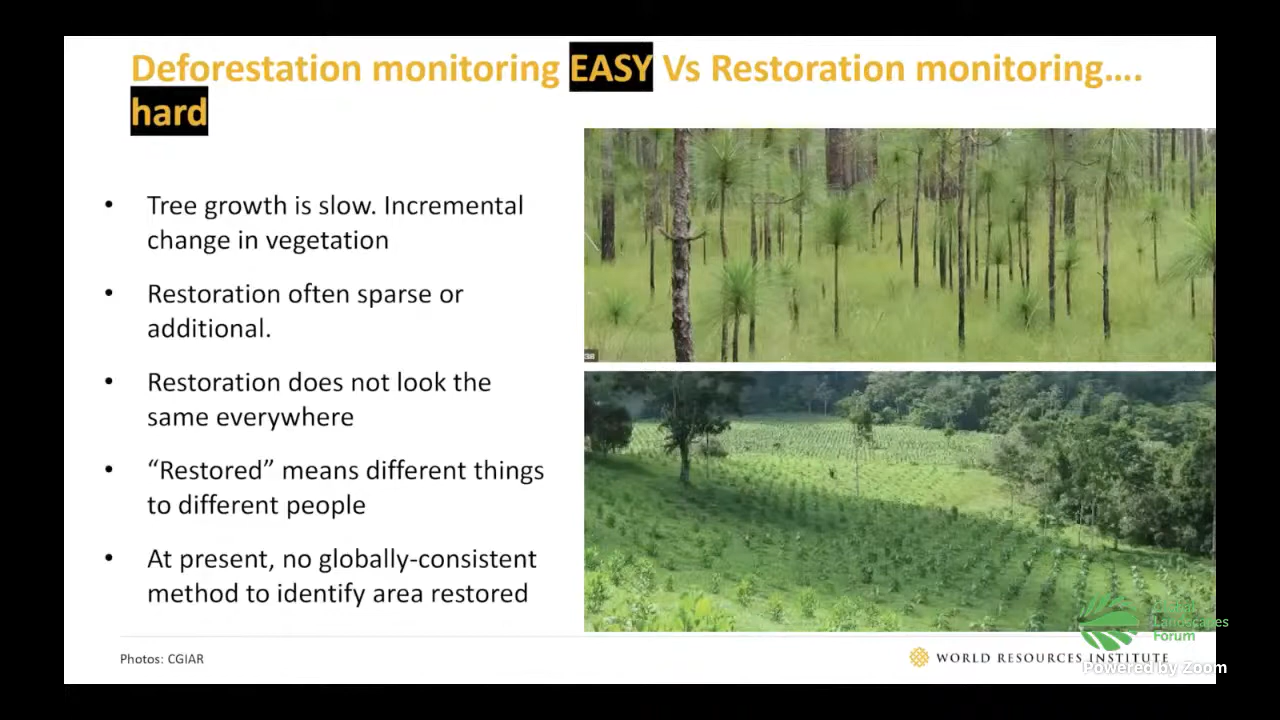 Deforestation monitoring EASY Vs Restoration monitoring....
hard
• Tree growth is slow. Incremental
change in vegetation
• Restoration often sparse or
additional.
• Restoration does not look the
same everywhere
• “Restored” means different things
to different people
• At present, no globally-consistent
method to identify area restored
Photos: CGIAR
WORLD RESOURCES INSTITUTE
Global
Landscapes
Forum
Powered by Zoom